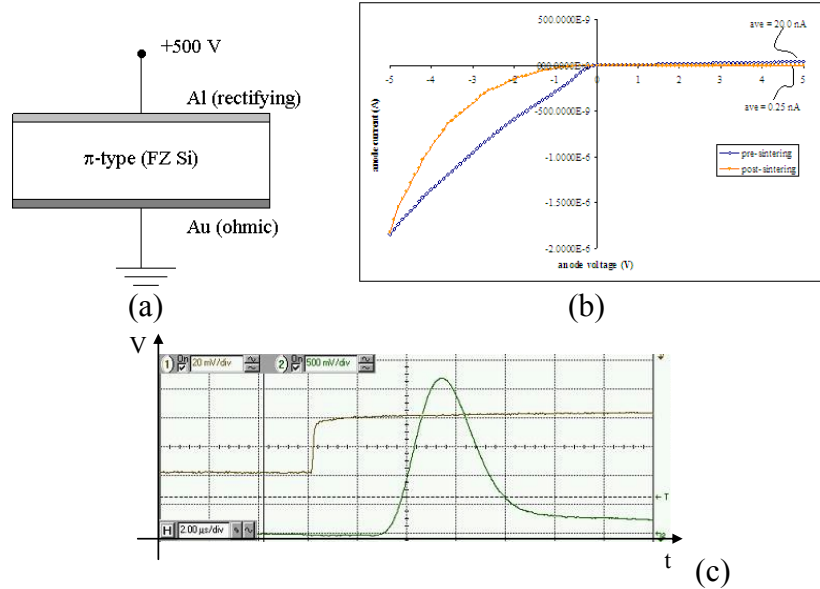 +500 V
Al (rectifying)
π-type (FZ Si)
Au (ohmic)
(a)
500.0000E-9
000.0000E+0
-500.0000E-9
-1.0000E-6
-1.5000E-6
-2.0000E-6
-5 -4 -3 -2 -1 0 1 2 3 4 5
anode current (A)
anode voltage (V)
ave = 20.0 nA
ave = 0.25 nA
pre-sintering
post-sintering
(b)
V
1 On 20 mV/div
2 On 500 mV/div
T
H 2.00 µs/div
t
(c)